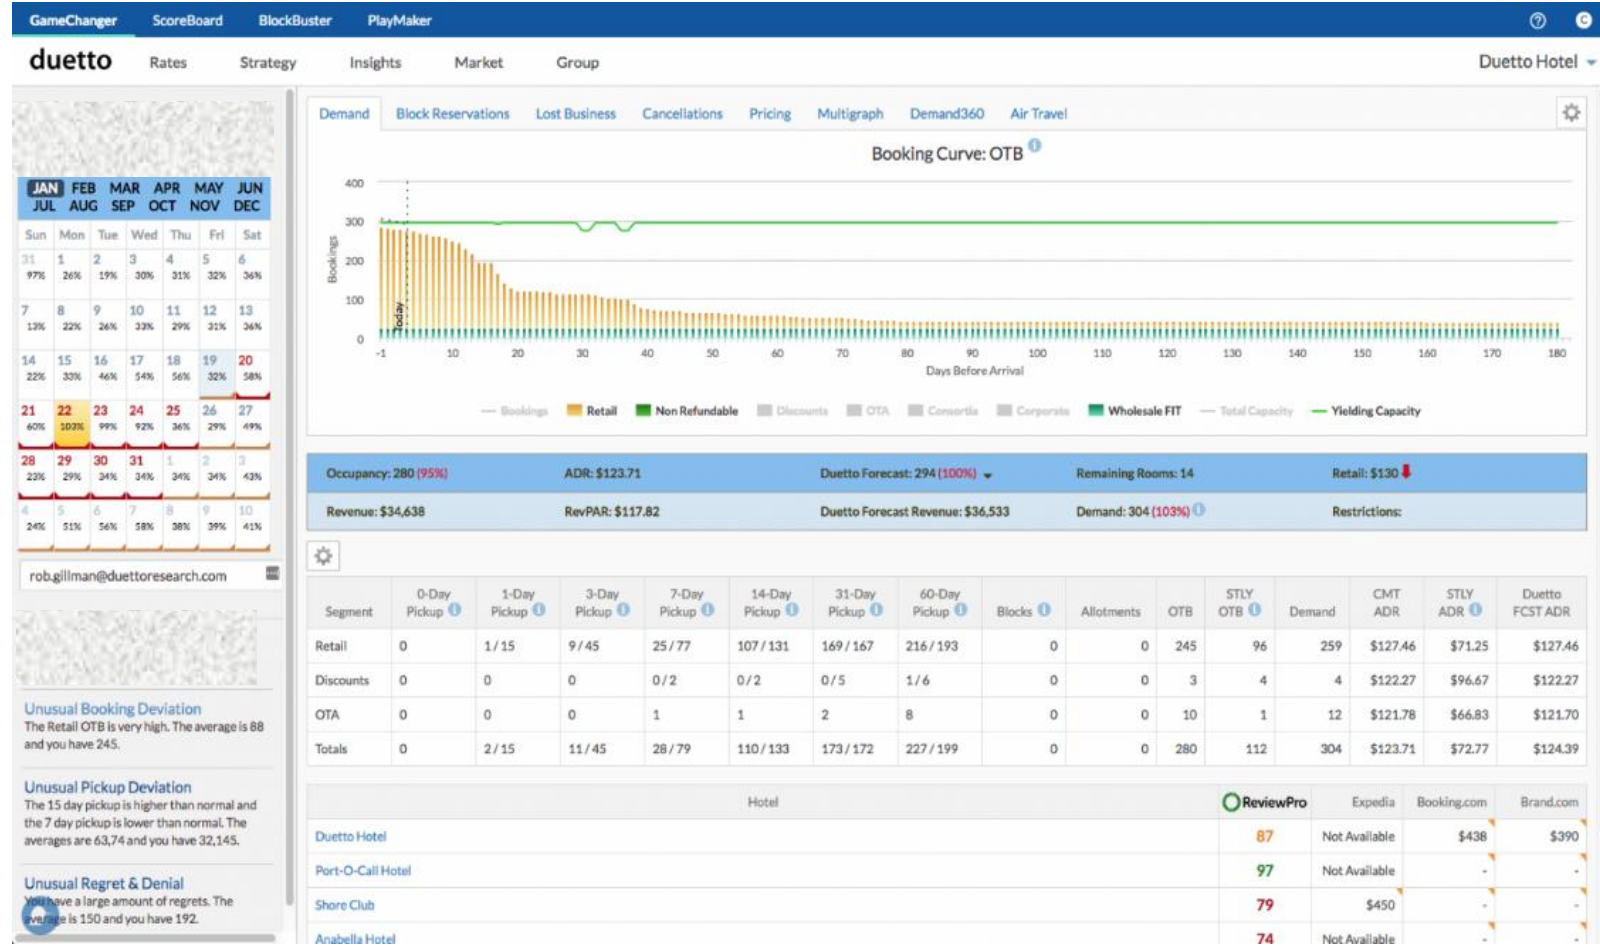 GameChanger ScoreBoard BlockBuster PlayMaker
duetto Rates Strategy Insights Market Group Duetto Hotel
JAN FEB MAR APR MAY JUN
JUL AUG SEP OCT NOV DEC
Sun Mon Tue Wed Thu Fri Sat
31 1 2 3 4 5 6
97% 26% 19% 30% 31% 32% 36%
7 8 9 10 11 12 13
13% 22% 26% 33% 29% 31% 36%
14 15 16 17 18 19 20
22% 33% 46% 54% 56% 32% 58%
21 22 23 24 25 26 27
60% 103% 99% 92% 36% 29% 49%
28 29 30 31 1 2 3
23% 29% 34% 34% 34% 34% 43%
4 5 6 7 8 9 10
24% 51% 56% 58% 38% 39% 41%
rob.gillman@duettoresearch.com
Unusual Booking Deviation
The Retail OTB is very high. The average is 88
and you have 245.
Unusual Pickup Deviation
The 15 day pickup is higher than normal and
the 7 day pickup is lower than normal. The
averages are 63,74 and you have 32,145.
Unusual Regret & Denial
You have a large amount of regrets. The
average is 150 and you have 192.
Demand Block Reservations Lost Business Cancellations Pricing Multigraph Demand360 Air Travel
Booking Curve: OTB
400
300
200
100
0
Bookings
Today
-1 10 20 30 40 50 60 70 80 90 100 110 120 130 140 150 160 170 180
Days Before Arrival
Bookings Retail Non Refundable Discounts OTA Consortia Corporate Wholesale FIT Total Capacity Yielding Capacity
Occupancy: 280 (95%) ADR: $123.71 Duetto Forecast: 294 (100%) Remaining Rooms: 14 Retail: $130
Revenue: $34,638 RevPAR: $117.82 Duetto Forecast Revenue: $36,533 Demand: 304 (103%) Restrictions:
Segment 0-Day Pickup 1-Day Pickup 3-Day Pickup 7-Day Pickup 14-Day Pickup 31-Day Pickup 60-Day Pickup Blocks Allotments OTB STLY OTB Demand CMT ADR STLY ADR Duetto FCST ADR
Retail 0 1/15 9/45 25/77 107/131 169/167 216/193 0 0 245 96 259 $127.46 $71.25 $127.46
Discounts 0 0 0 0/2 0/2 0/5 1/6 0 0 3 4 4 $122.27 $96.67 $122.27
OTA 0 0 0 1 1 2 8 0 0 10 1 12 $121.78 $66.83 $121.70
Totals 0 2/15 11/45 28/79 110/133 173/172 227/199 0 0 280 112 304 $123.71 $72.77 $124.39
Hotel ReviewPro Expedia Booking.com Brand.com
Duetto Hotel 87 Not Available $438 $390
Port-O-Call Hotel 97 Not Available - -
Shore Club 79 $450 - -
Anabella Hotel 74 Not Available - -